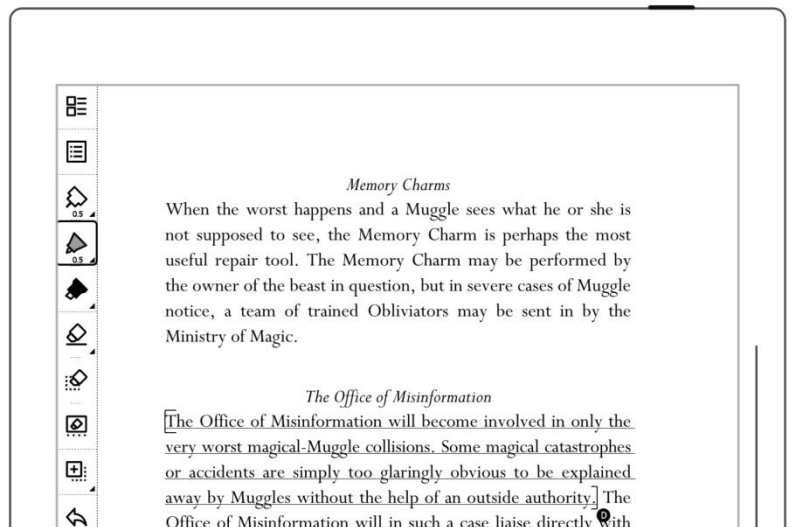 Memory Charms
When the worst happens and a Muggle sees what he or she is
not supposed to see, the Memory Charm is perhaps the most
useful repair tool. The Memory Charm may be performed by
the owner of the beast in question, but in severe cases of Muggle
notice, a team of trained Obliviators may be sent in by the
Ministry of Magic.
The Office of Misinformation
The Office of Misinformation will become involved in only the
very worst magical-Muggle collisions. Some magical catastrophes
or accidents are simply too glaringly obvious to be explained
away by Muggles without the help of an outside authority. The
Office of Misinformation will in such a case liaise directly with
0.5
0.5
D